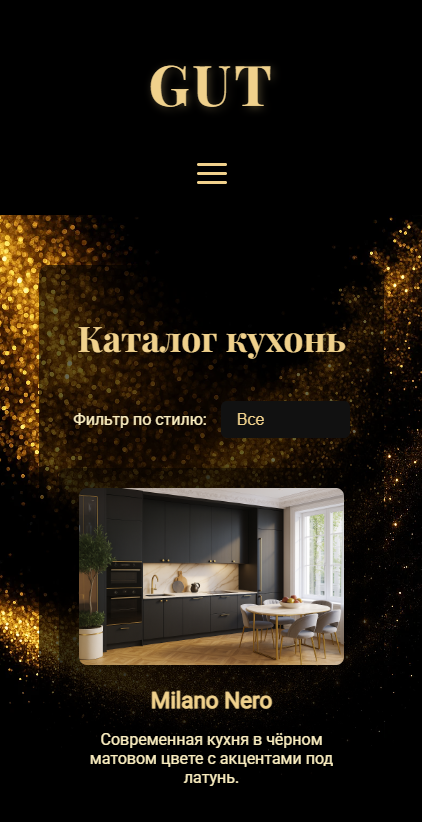 GUT
Каталог кухонь
Фильтр по стилю: Все
Milano Nero
Современная кухня в чёрном
матовом цвете с акцентами под
латунь.